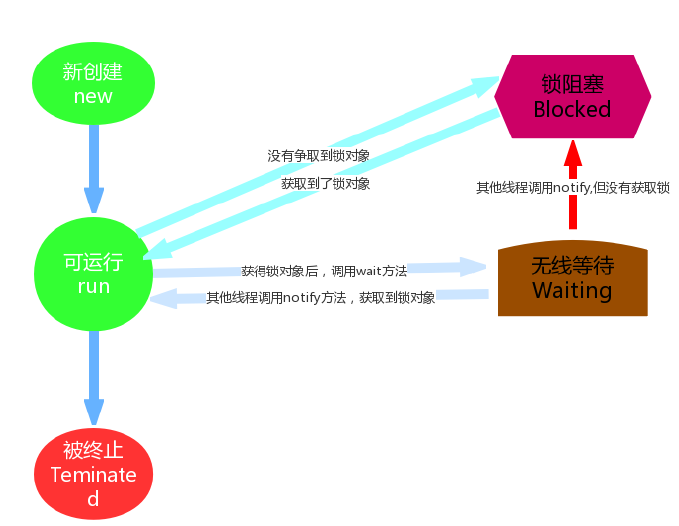 新创建
new
锁阻塞
Blocked
没有争取到锁对象
获取到了锁对象
其他线程调用notify,但没有获取锁
可运行
run
获得锁对象后，调用wait方法
其他线程调用notify方法，获取到锁对象
无线等待
Waiting
被终止
Teminate
d